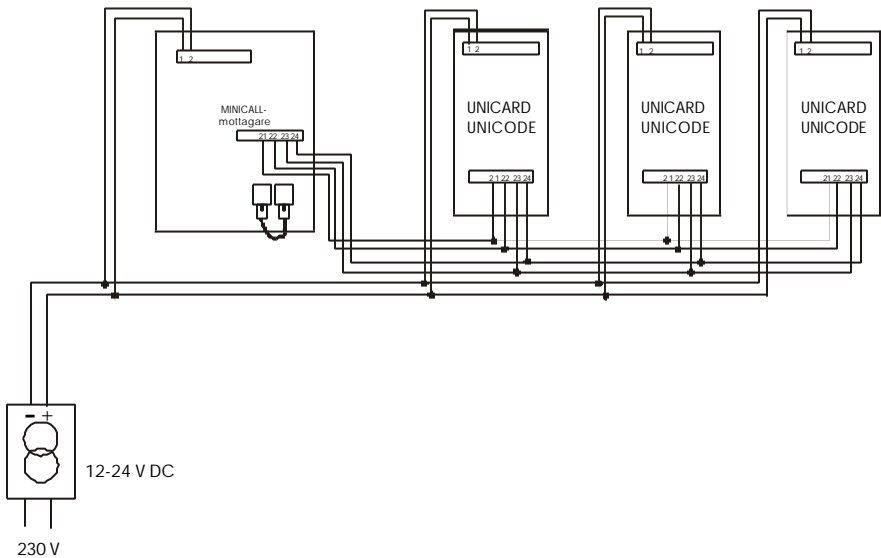 1 2
1 2
1 2
1 2
MINICALL-
mottagare
UNICARD
UNICODE
UNICARD
UNICODE
UNICARD
UNICODE
21 22 23 24
21 22 23 24
21 22 23 24
21 22 23 24
- +
12-24 V DC
230 V